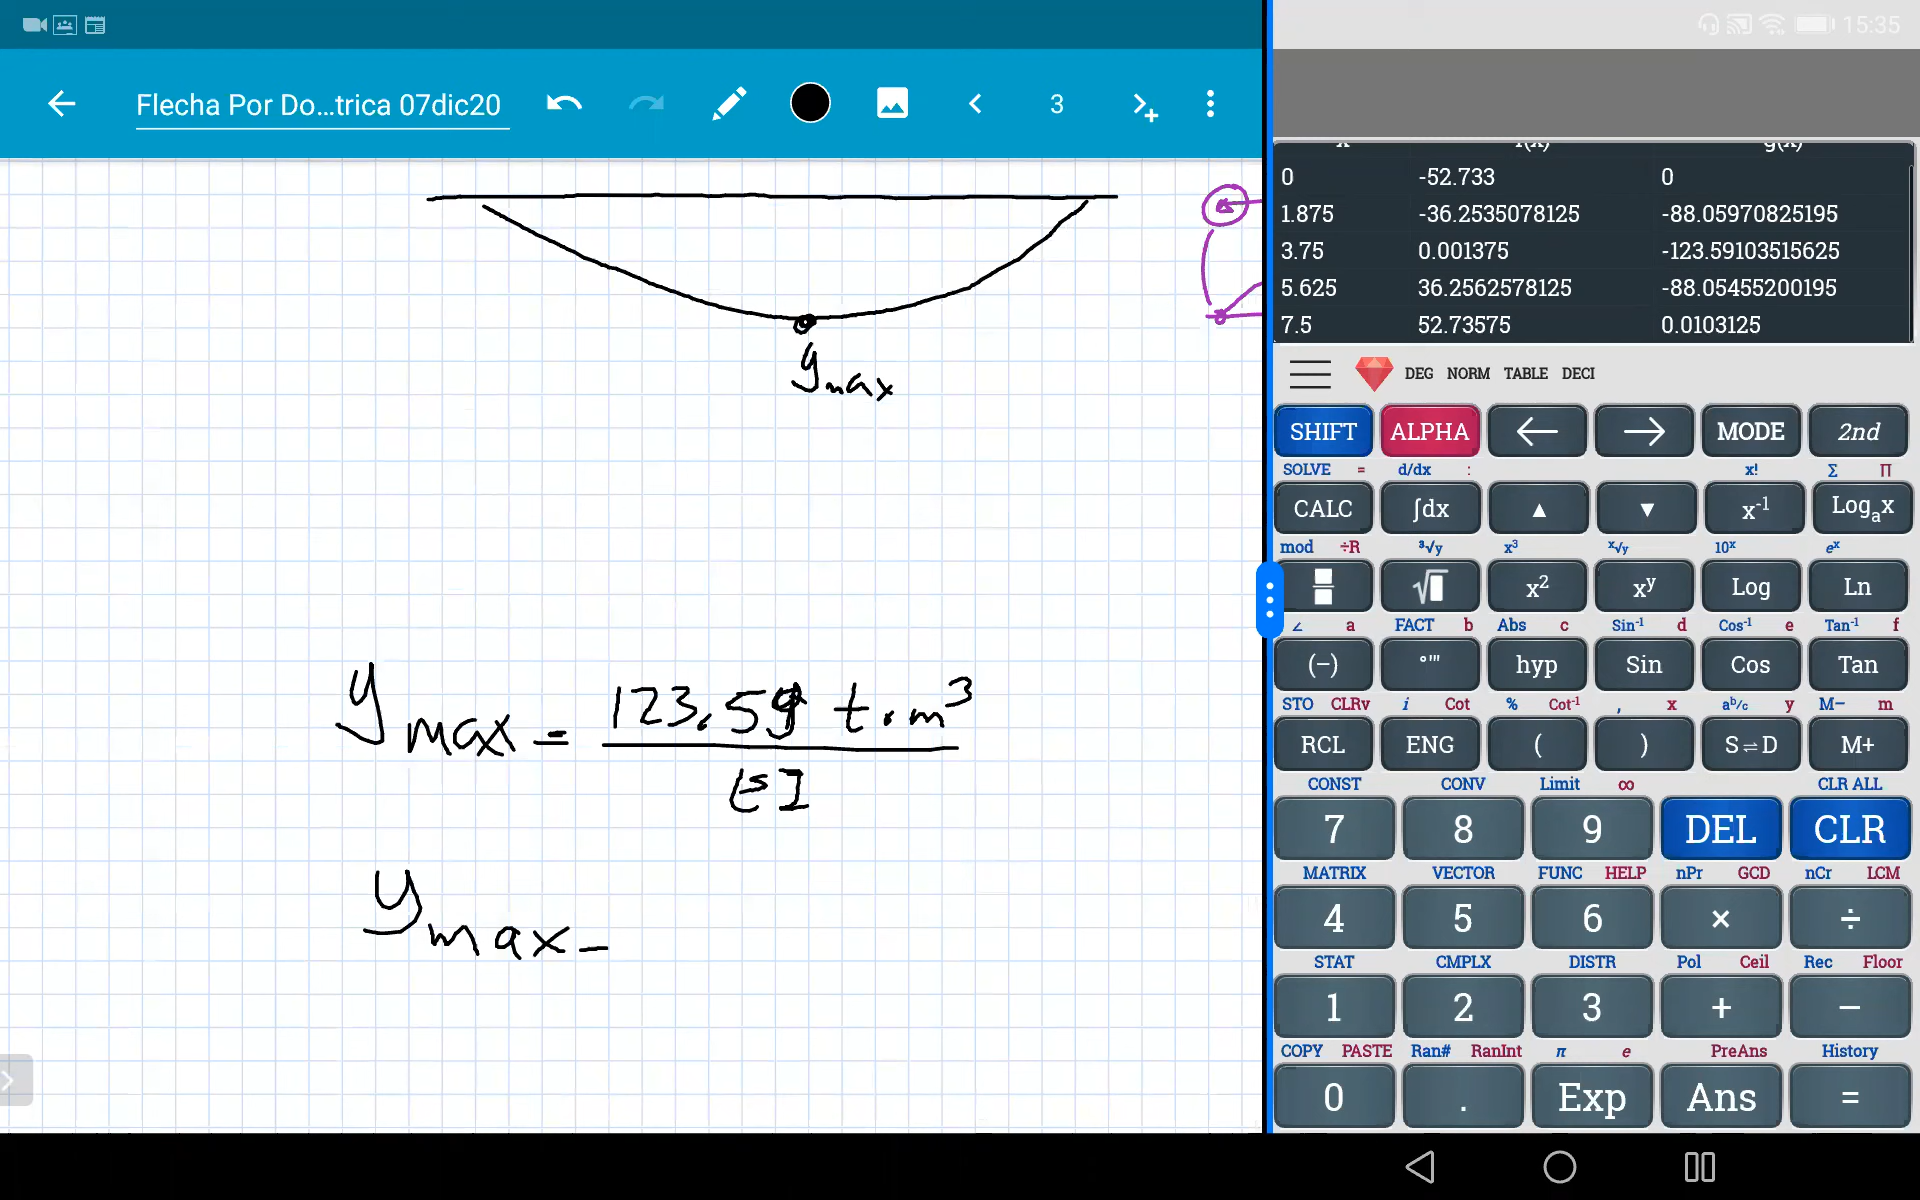 15:35
Flecha Por Do...trica 07dic20
3
y max
y max = 123.59 t.m³
EI
y max =
0 -52.733 0
1.875 -36.2535078125 -88.05970825195
3.75 0.001375 -123.59103515625
5.625 36.2562578125 -88.05455200195
7.5 52.73575 0.0103125
DEG NORM TABLE DECI
SHIFT ALPHA ← → MODE 2nd
SOLVE = d/dx : x! Σ Π
CALC ∫dx ▲ ▼ x⁻¹ Logₐx
mod ÷R ³√y x³ ˣ√y 10ˣ eˣ
√ x² xʸ Log Ln
∠ a FACT b Abs c Sin⁻¹ d Cos⁻¹ e Tan⁻¹ f
(−) °'" hyp Sin Cos Tan
STO CLRv i Cot % Cot⁻¹ , x aᵇ/c y M− m
RCL ENG ( ) S⇌D M+
CONST CONV Limit ∞ CLR ALL
7 8 9 DEL CLR
MATRIX VECTOR FUNC HELP nPr GCD nCr LCM
4 5 6 × ÷
STAT CMPLX DISTR Pol Ceil Rec Floor
1 2 3 + −
COPY PASTE Ran# RanInt π e PreAns History
0 . Exp Ans =